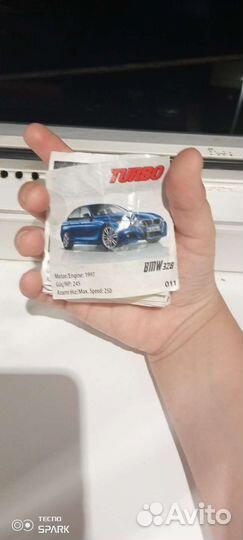 TURBO
BMW 328
Motor/Engine: 1997
Güç/HP: 245
Azami Hız/Max. Speed: 250
011
TECNO
SPARK
Avito